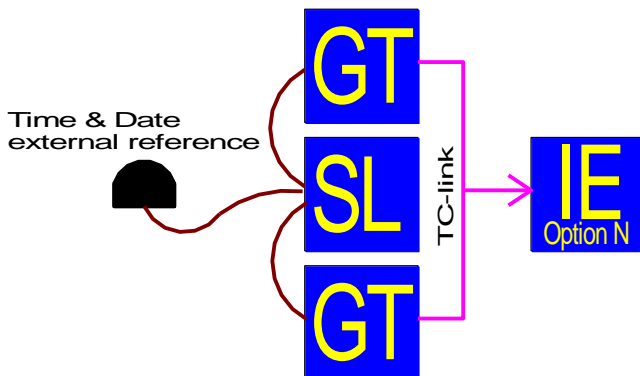 GT
Time & Date
external reference
SL
TC-link
IE
Option N
GT